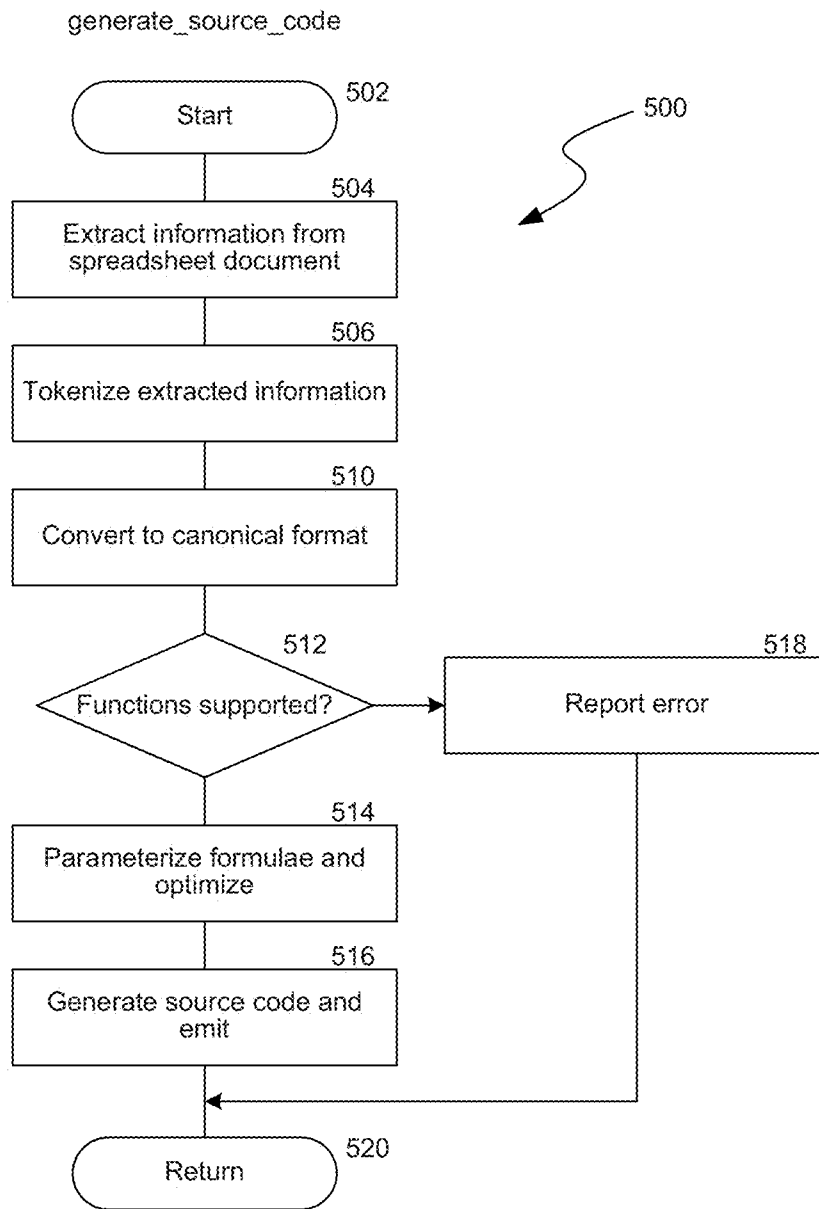 generate_source_code
502
Start
500
504
Extract information from
spreadsheet document
506
Tokenize extracted information
510
Convert to canonical format
512
Functions supported?
518
Report error
514
Parameterize formulae and
optimize
516
Generate source code and
emit
520
Return